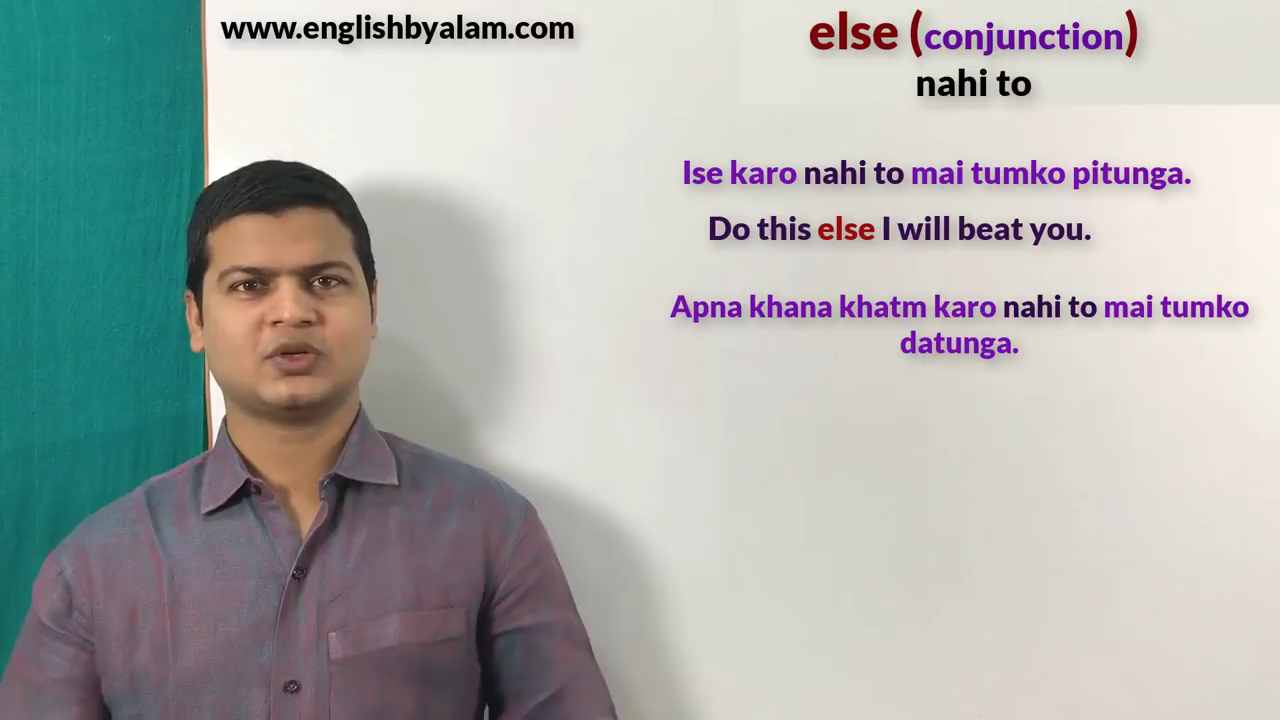 www.englishbyalam.com
else (conjunction)
nahi to
Ise karo nahi to mai tumko pitunga.
Do this else I will beat you.
Apna khana khatm karo nahi to mai tumko
datunga.